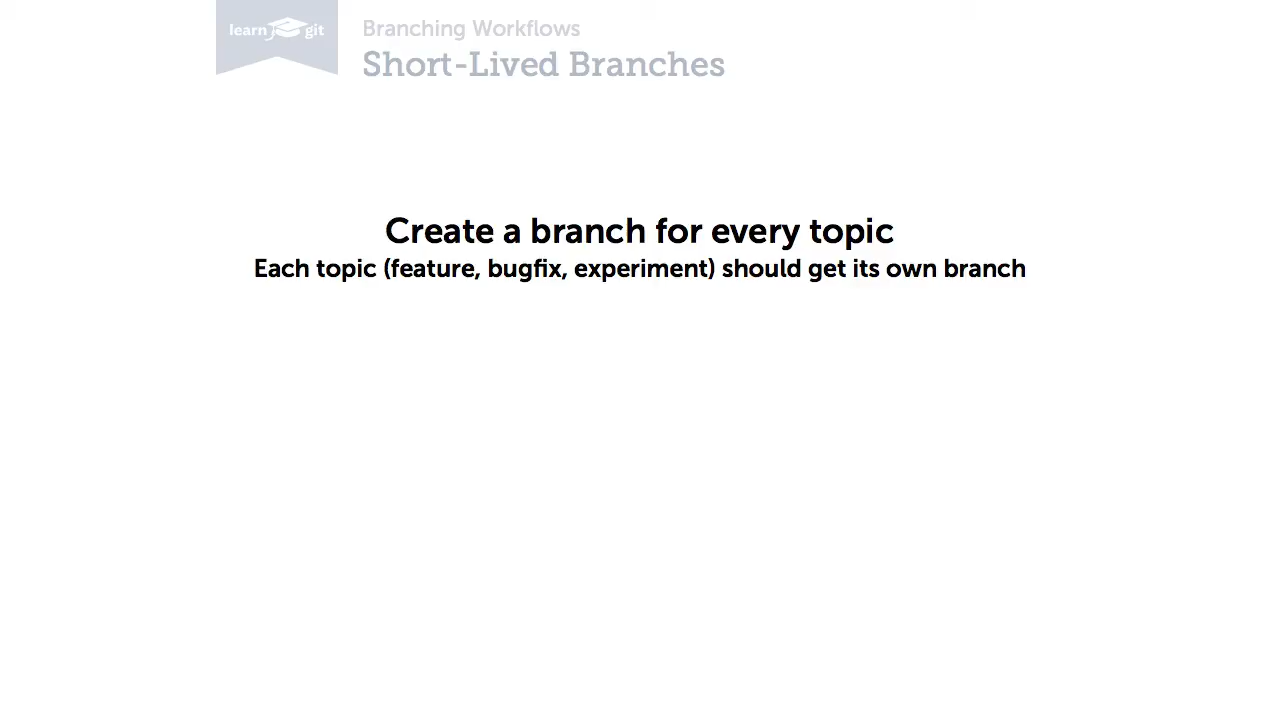 learn git
Branching Workflows
Short-Lived Branches
Create a branch for every topic
Each topic (feature, bugfix, experiment) should get its own branch